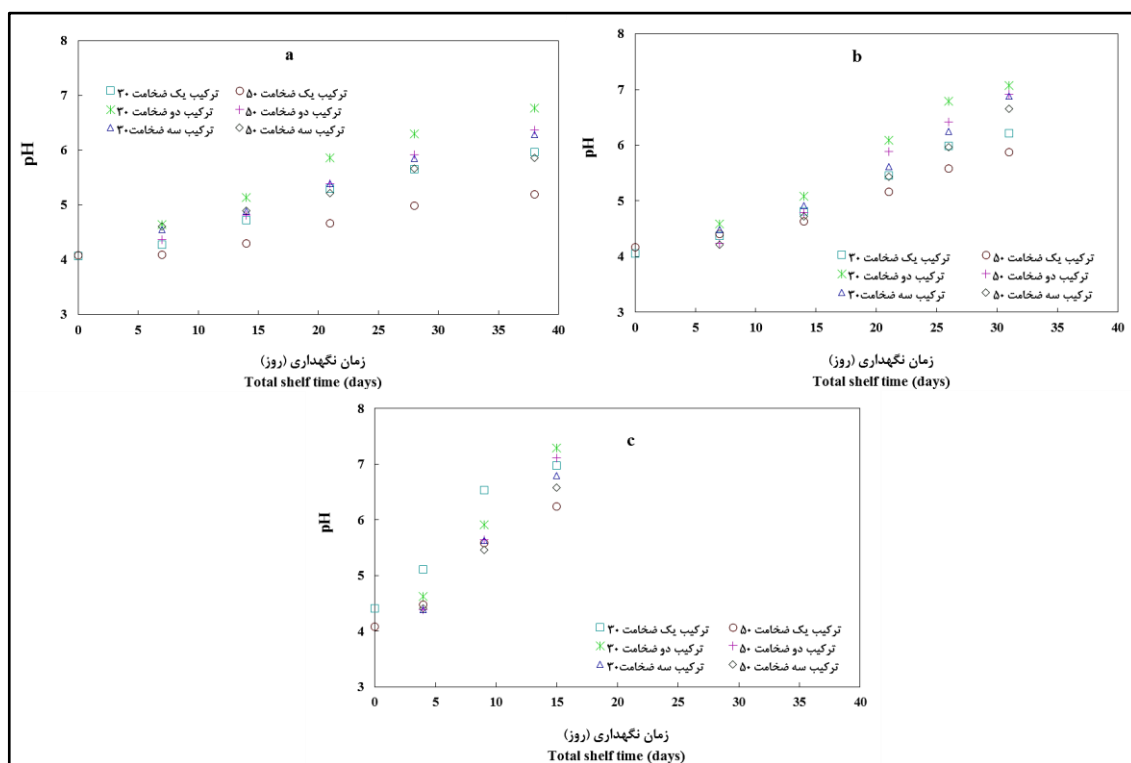 a
ترکیب یک ضخامت ۳۰
ترکیب یک ضخامت ۵۰
ترکیب دو ضخامت ۳۰
ترکیب دو ضخامت ۵۰
ترکیب سه ضخامت۳۰
ترکیب سه ضخامت ۵۰
pH
8
7
6
5
4
3
0 5 10 15 20 25 30 35 40
زمان نگهداری (روز)
Total shelf time (days)
b
pH
8
7
6
5
4
3
ترکیب یک ضخامت ۳۰
ترکیب یک ضخامت ۵۰
ترکیب دو ضخامت ۳۰
ترکیب دو ضخامت ۵۰
ترکیب سه ضخامت۳۰
ترکیب سه ضخامت ۵۰
0 5 10 15 20 25 30 35 40
زمان نگهداری (روز)
Total shelf time (days)
c
pH
8
7
6
5
4
3
ترکیب یک ضخامت ۳۰
ترکیب یک ضخامت ۵۰
ترکیب دو ضخامت ۳۰
ترکیب دو ضخامت ۵۰
ترکیب سه ضخامت۳۰
ترکیب سه ضخامت ۵۰
0 5 10 15 20 25 30 35 40
زمان نگهداری (روز)
Total shelf time (days)